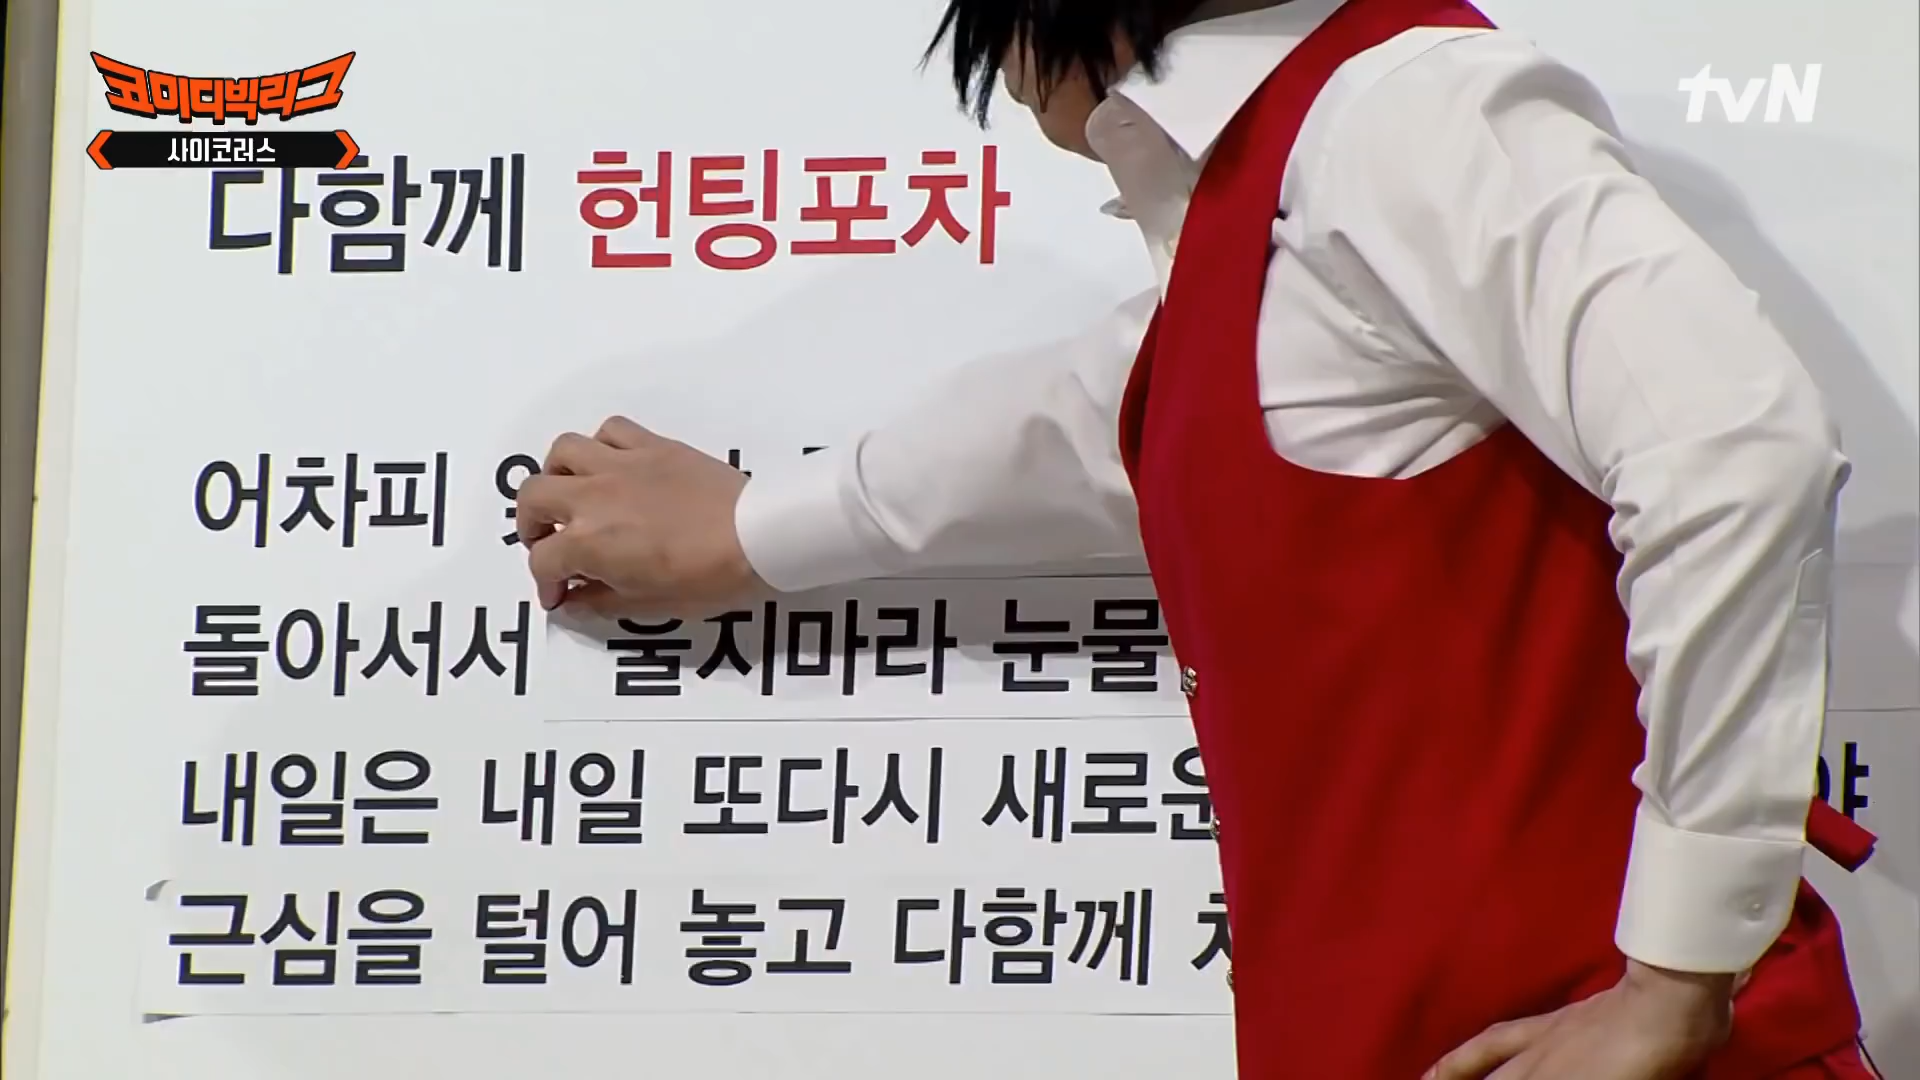 코미디빅리그
tvN
사이코러스
다함께 헌팅포차
어차피
돌아서서 울지마라 눈물
내일은 내일 또다시 새로운
근심을 털어 놓고 다함께